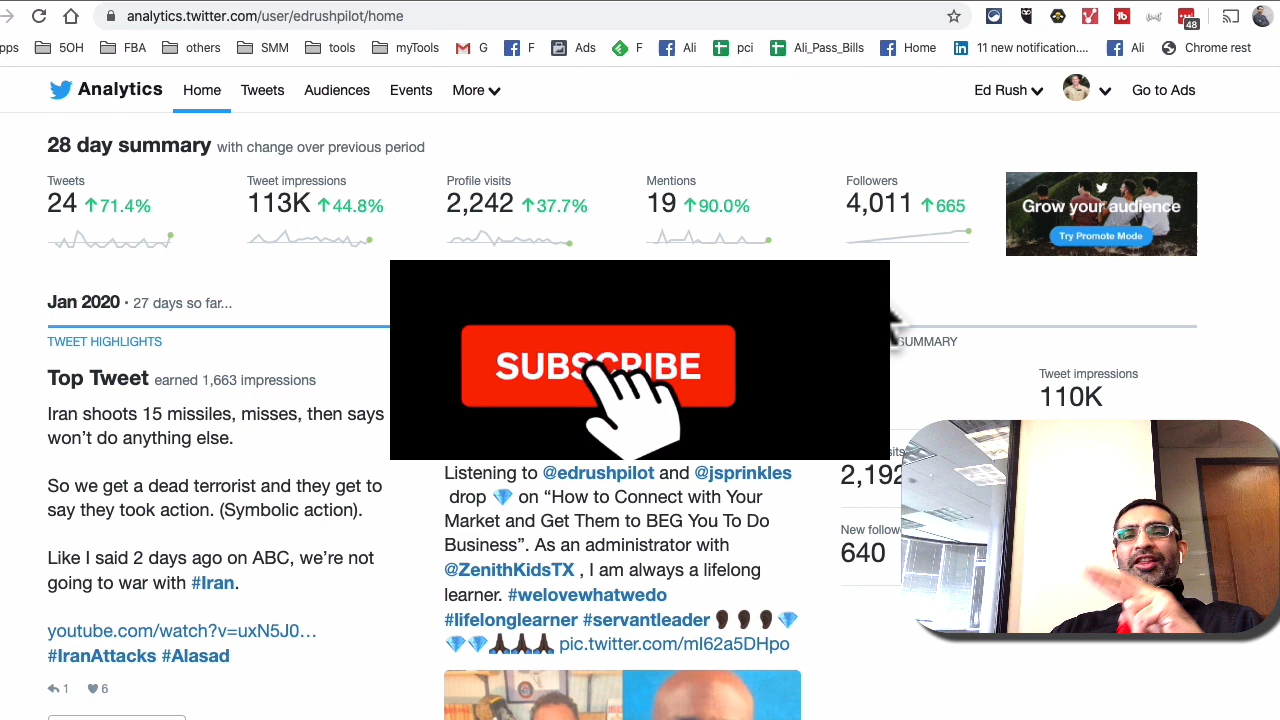 analytics.twitter.com/user/edrushpilot/home
48
pps 5OH FBA others SMM tools myTools G F Ads F Ali pci Ali_Pass_Bills Home 11 new notification.... Ali Chrome rest
Analytics Home Tweets Audiences Events More Ed Rush Go to Ads
28 day summary with change over previous period
Tweets Tweet impressions Profile visits Mentions Followers
24 ↑71.4% 113K ↑44.8% 2,242 ↑37.7% 19 ↑90.0% 4,011 ↑665
Grow your audience
Try Promote Mode
Jan 2020 • 27 days so far...
TWEET HIGHLIGHTS
SUMMARY
SUBSCRIBE
Top Tweet earned 1,663 impressions
Iran shoots 15 missiles, misses, then says
won't do anything else.
So we get a dead terrorist and they get to
say they took action. (Symbolic action).
Like I said 2 days ago on ABC, we're not
going to war with #Iran.
youtube.com/watch?v=uxN5J0...
#IranAttacks #Alasad
1 6
Listening to @edrushpilot and @jsprinkles
drop 💎 on “How to Connect with Your
Market and Get Them to BEG You To Do
Business”. As an administrator with
@ZenithKidsTX , I am always a lifelong
learner. #welovewhatwedo
#lifelonglearner #servantleader 👂🏿👂🏿👂🏿💎
💎💎🙏🏿🙏🏿🙏🏿 pic.twitter.com/mI62a5DHpo
Tweet impressions
110K
2,192
New follow
640